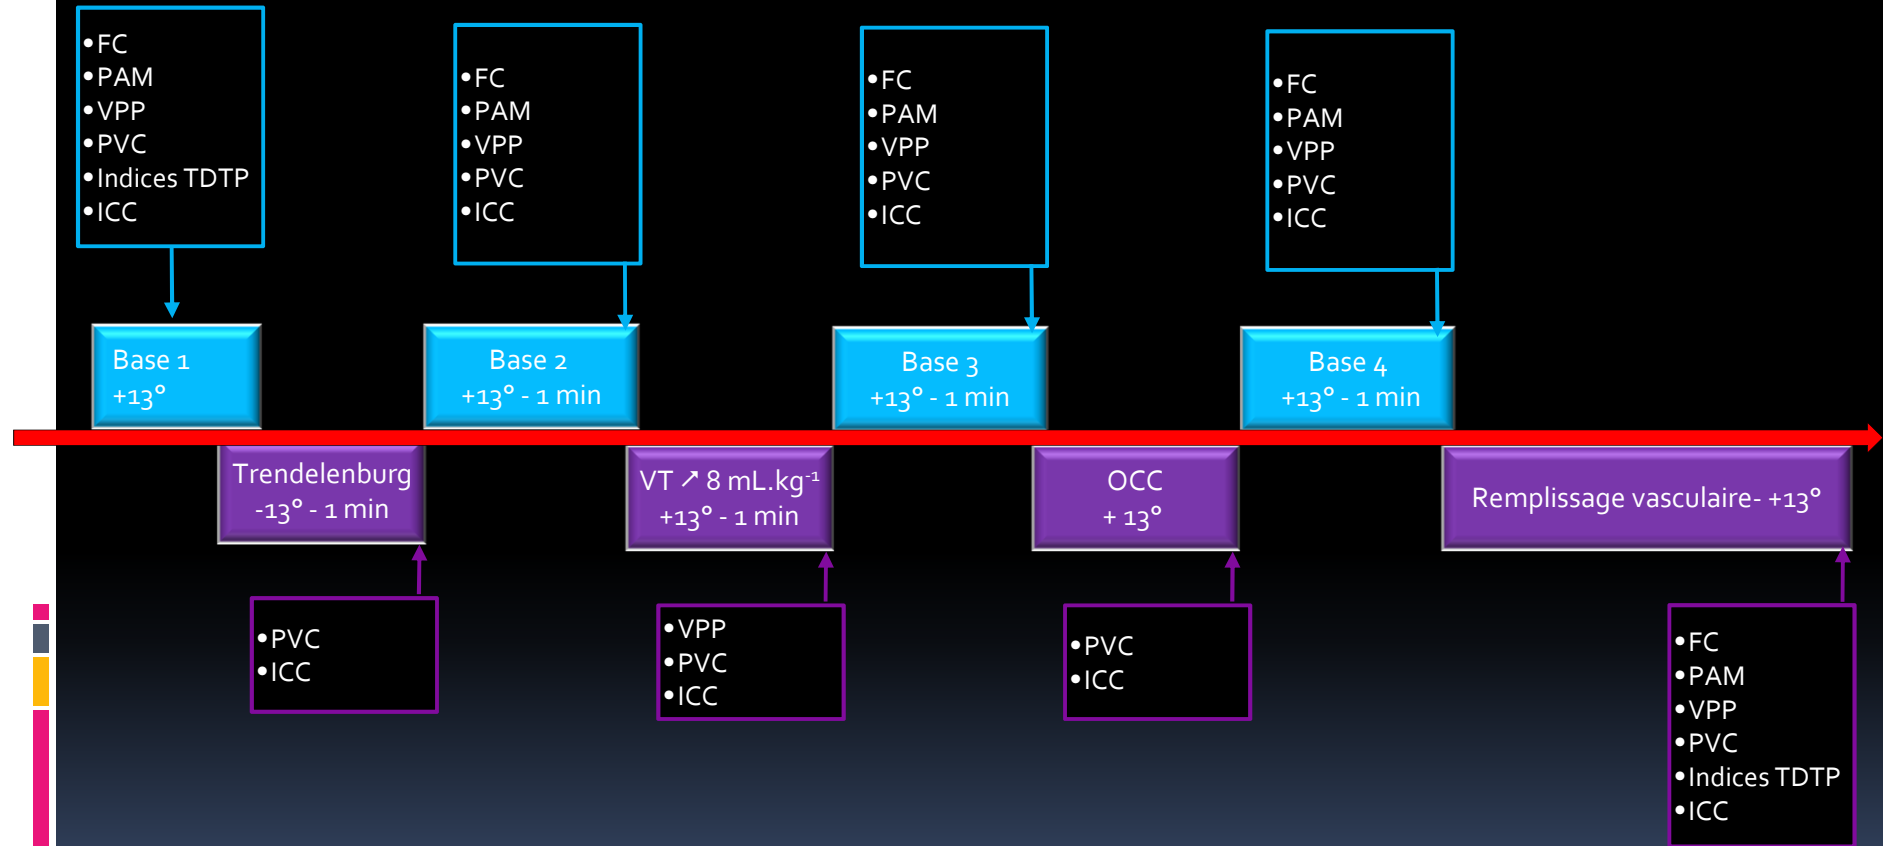 •FC
•PAM
•VPP
•PVC
•Indices TDTP
•ICC
•FC
•PAM
•VPP
•PVC
•ICC
•FC
•PAM
•VPP
•PVC
•ICC
•FC
•PAM
•VPP
•PVC
•ICC
Base 1
+13°
Base 2
+13° - 1 min
Base 3
+13° - 1 min
Base 4
+13° - 1 min
Trendelenburg
-13° - 1 min
VT ↗ 8 mL.kg⁻¹
+13° - 1 min
OCC
+ 13°
Remplissage vasculaire- +13°
•PVC
•ICC
•VPP
•PVC
•ICC
•PVC
•ICC
•FC
•PAM
•VPP
•PVC
•Indices TDTP
•ICC